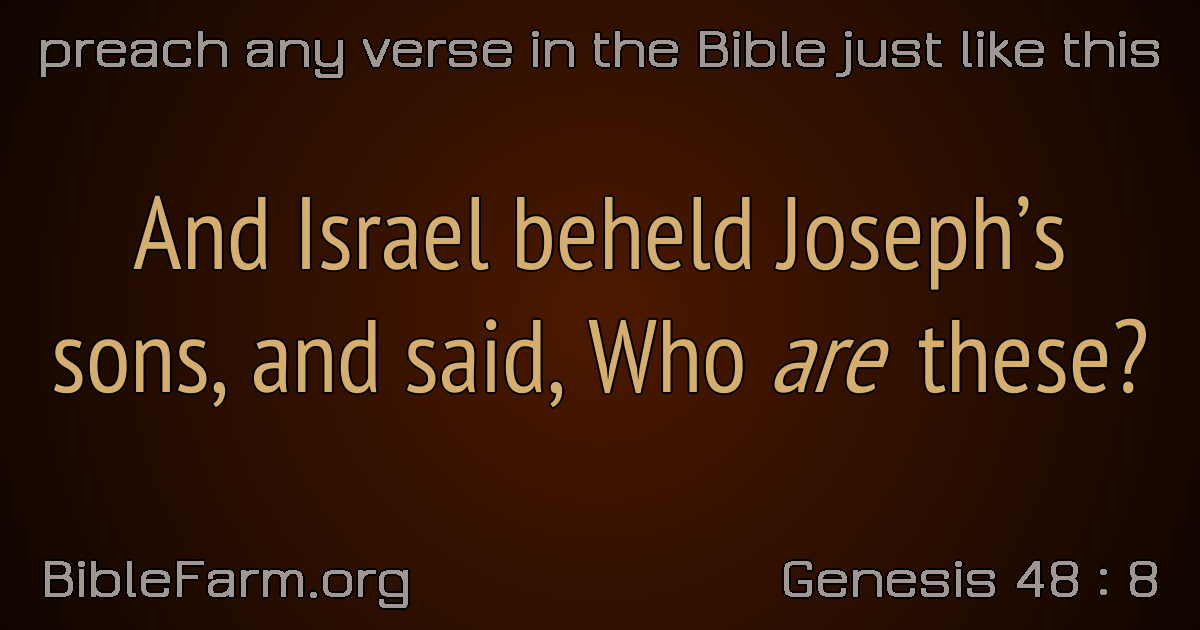 preach any verse in the Bible just like this
And Israel beheld Joseph’s
sons, and said, Who are these?
BibleFarm.org
Genesis 48 : 8